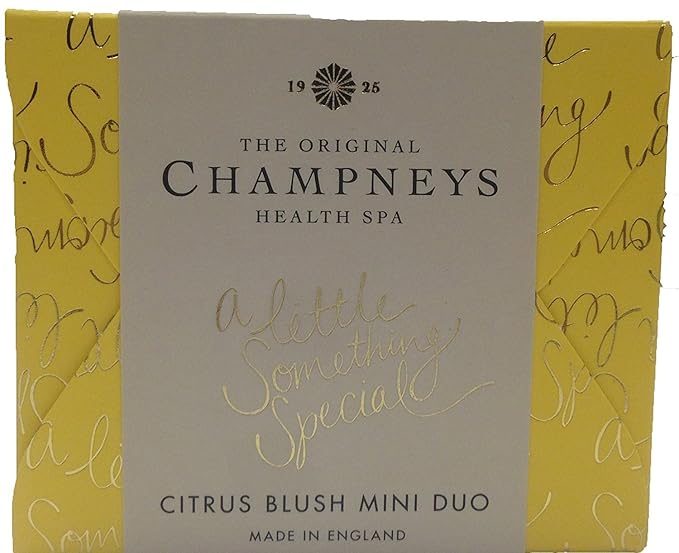 19 25
THE ORIGINAL
CHAMPNEYS
HEALTH SPA
a little
Something
Special
CITRUS BLUSH MINI DUO
MADE IN ENGLAND